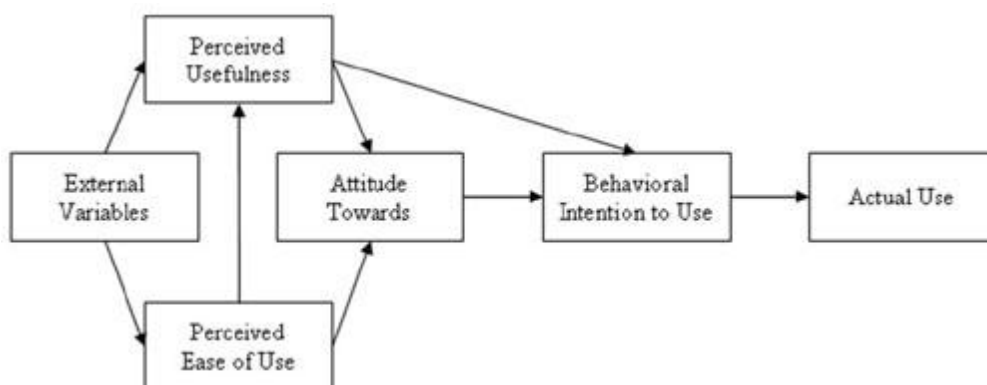 Perceived
Usefulness
External
Variables
Attitude
Towards
Behavioral
Intention to Use
Actual Use
Perceived
Ease of Use